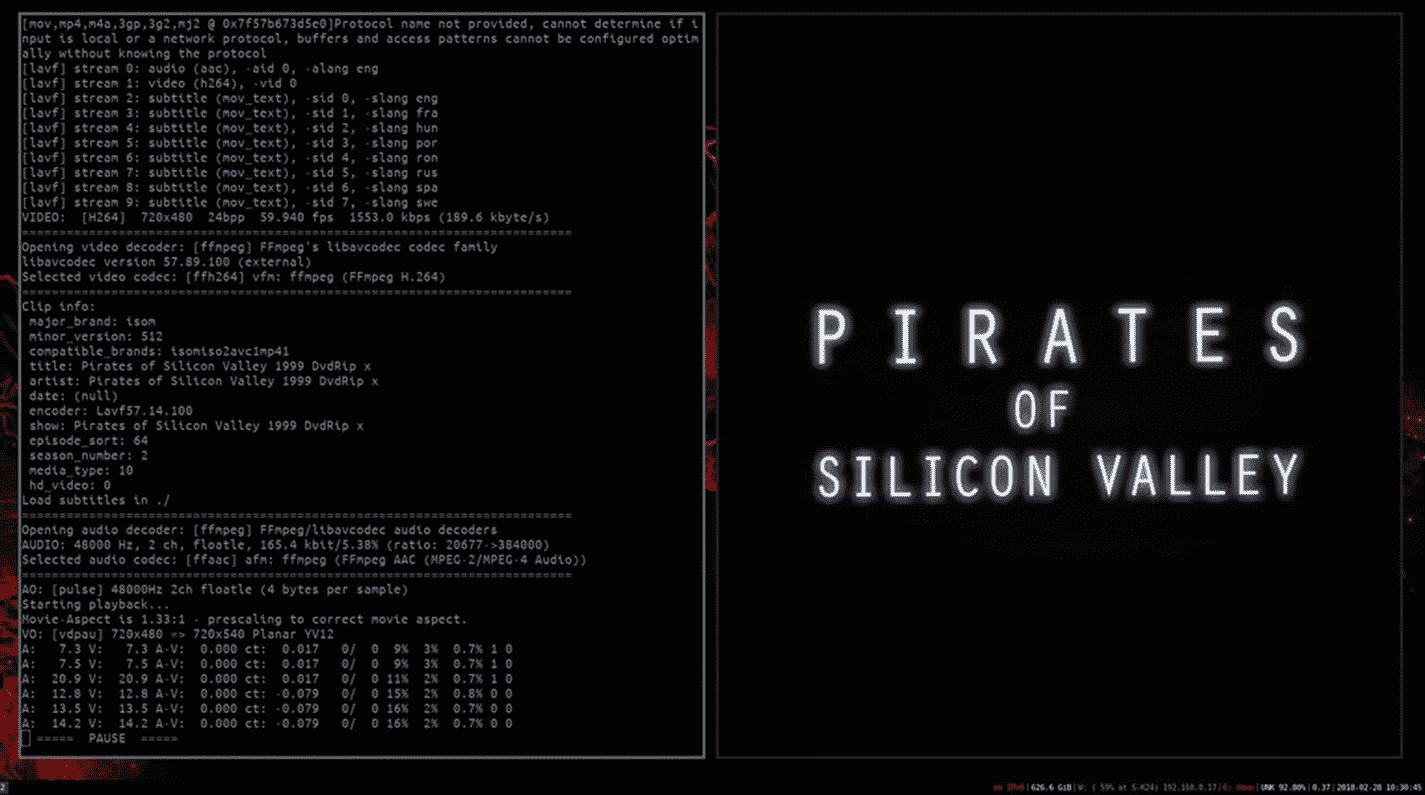 [mov,mp4,m4a,3gp,3g2,mj2 @ 0x7f57b673d5e0]Protocol name not provided, cannot determine if i
nput is local or a network protocol, buffers and access patterns cannot be configured optim
ally without knowing the protocol
[lavf] stream 0: audio (aac), -aid 0, -alang eng
[lavf] stream 1: video (h264), -vid 0
[lavf] stream 2: subtitle (mov_text), -sid 0, -slang eng
[lavf] stream 3: subtitle (mov_text), -sid 1, -slang fra
[lavf] stream 4: subtitle (mov_text), -sid 2, -slang hun
[lavf] stream 5: subtitle (mov_text), -sid 3, -slang por
[lavf] stream 6: subtitle (mov_text), -sid 4, -slang ron
[lavf] stream 7: subtitle (mov_text), -sid 5, -slang rus
[lavf] stream 8: subtitle (mov_text), -sid 6, -slang spa
[lavf] stream 9: subtitle (mov_text), -sid 7, -slang swe
VIDEO:  [H264]  720x480  24bpp  59.940 fps  1553.0 kbps (189.6 kbyte/s)
==========================================================================
Opening video decoder: [ffmpeg] FFmpeg's libavcodec codec family
libavcodec version 57.89.100 (external)
Selected video codec: [ffh264] vfm: ffmpeg (FFmpeg H.264)
==========================================================================
Clip info:
 major_brand: isom
 minor_version: 512
 compatible_brands: isomiso2avc1mp41
 title: Pirates of Silicon Valley 1999 DvdRip x
 artist: Pirates of Silicon Valley 1999 DvdRip x
 date: (null)
 encoder: Lavf57.14.100
 show: Pirates of Silicon Valley 1999 DvdRip x
 episode_sort: 64
 season_number: 2
 media_type: 10
 hd_video: 0
Load subtitles in ./
==========================================================================
Opening audio decoder: [ffmpeg] FFmpeg/libavcodec audio decoders
AUDIO: 48000 Hz, 2 ch, floatle, 165.4 kbit/5.38% (ratio: 20677->384000)
Selected audio codec: [ffaac] afm: ffmpeg (FFmpeg AAC (MPEG-2/MPEG-4 Audio))
==========================================================================
AO: [pulse] 48000Hz 2ch floatle (4 bytes per sample)
Starting playback...
Movie-Aspect is 1.33:1 - prescaling to correct movie aspect.
VO: [vdpau] 720x480 => 720x540 Planar YV12
A:   7.3 V:   7.3 A-V:  0.000 ct:  0.017   0/  0  9%  3%  0.7% 1 0
A:   7.5 V:   7.5 A-V:  0.000 ct:  0.017   0/  0  9%  3%  0.7% 1 0
A:  20.9 V:  20.9 A-V:  0.000 ct:  0.017   0/  0 11%  2%  0.7% 1 0
A:  12.8 V:  12.8 A-V:  0.000 ct: -0.079   0/  0 15%  2%  0.8% 0 0
A:  13.5 V:  13.5 A-V:  0.000 ct: -0.079   0/  0 16%  2%  0.7% 0 0
A:  14.2 V:  14.2 A-V:  0.000 ct: -0.079   0/  0 16%  2%  0.7% 0 0
=====  PAUSE  =====
PIRATES
OF
SILICON VALLEY
2
no IPv6|626.6 GiB|W: ( 59% at S-424) 192.168.0.17|E: down|UNK 92.80%|0.37|2018-02-28 10:30:45